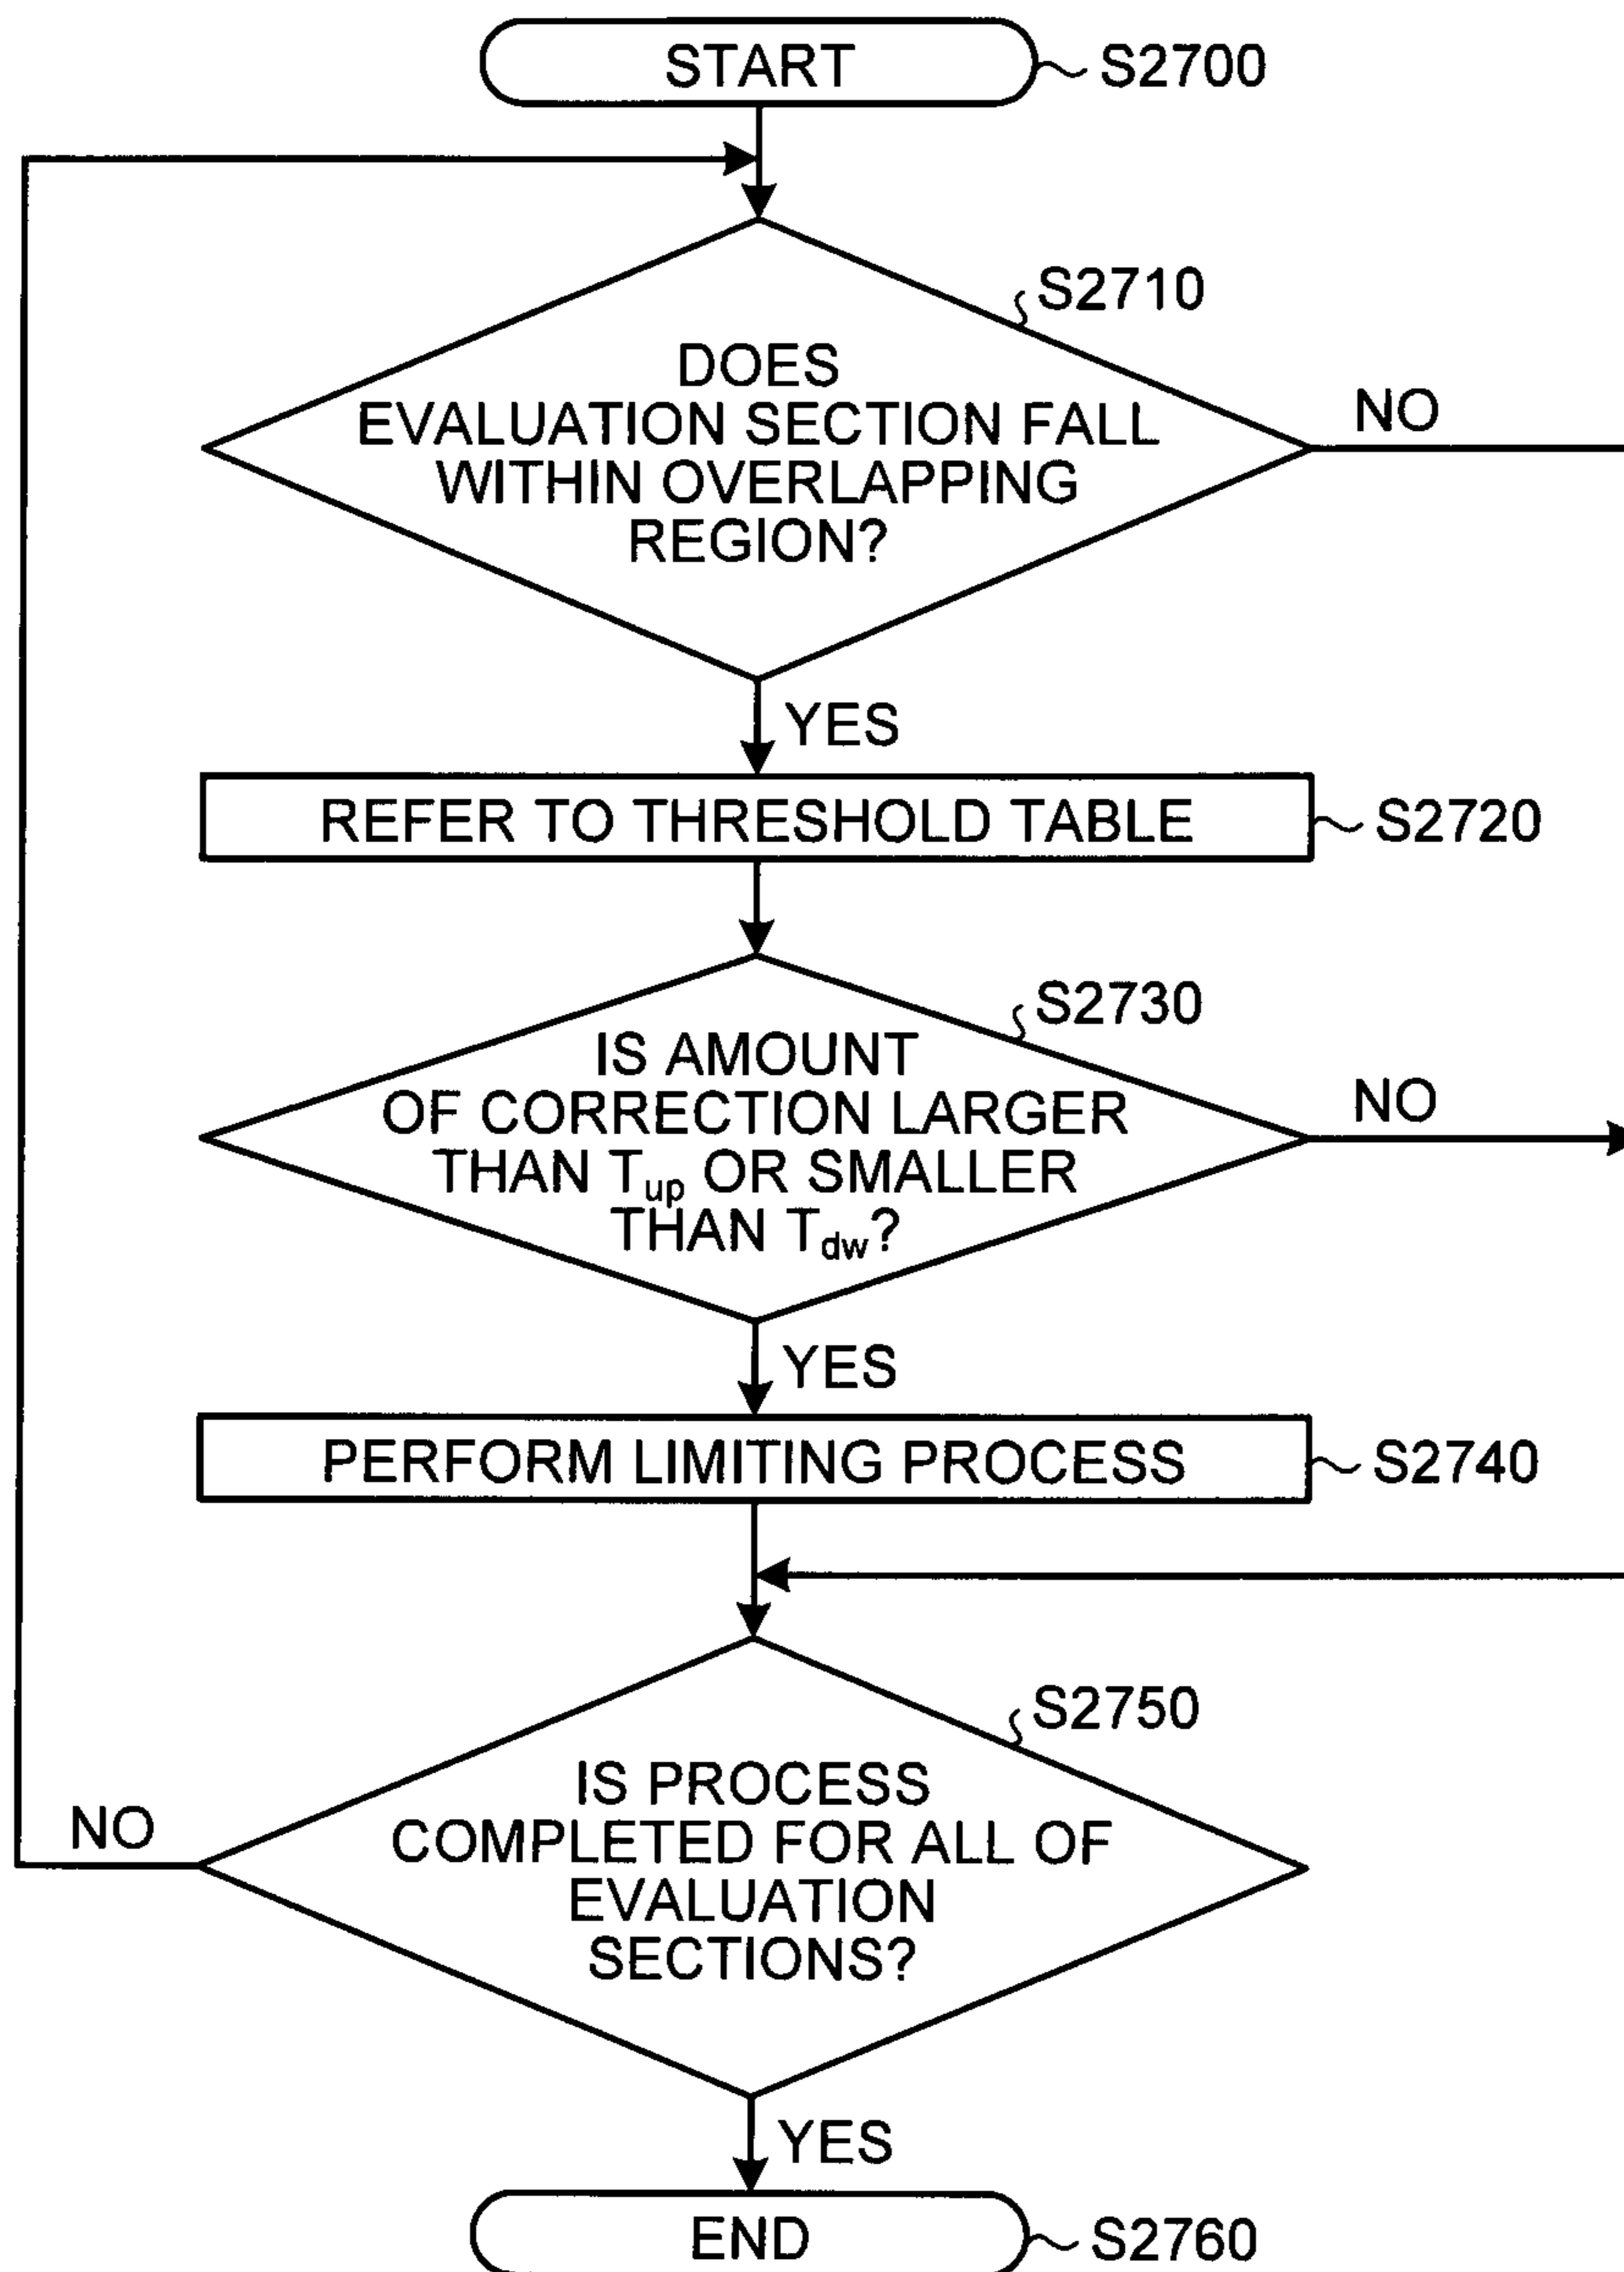 START
S2700
S2710
DOES
EVALUATION SECTION FALL
WITHIN OVERLAPPING
REGION?
NO
YES
REFER TO THRESHOLD TABLE
S2720
S2730
IS AMOUNT
OF CORRECTION LARGER
THAN Tup OR SMALLER
THAN Tdw?
NO
YES
PERFORM LIMITING PROCESS
S2740
S2750
IS PROCESS
COMPLETED FOR ALL OF
EVALUATION
SECTIONS?
NO
YES
END
S2760